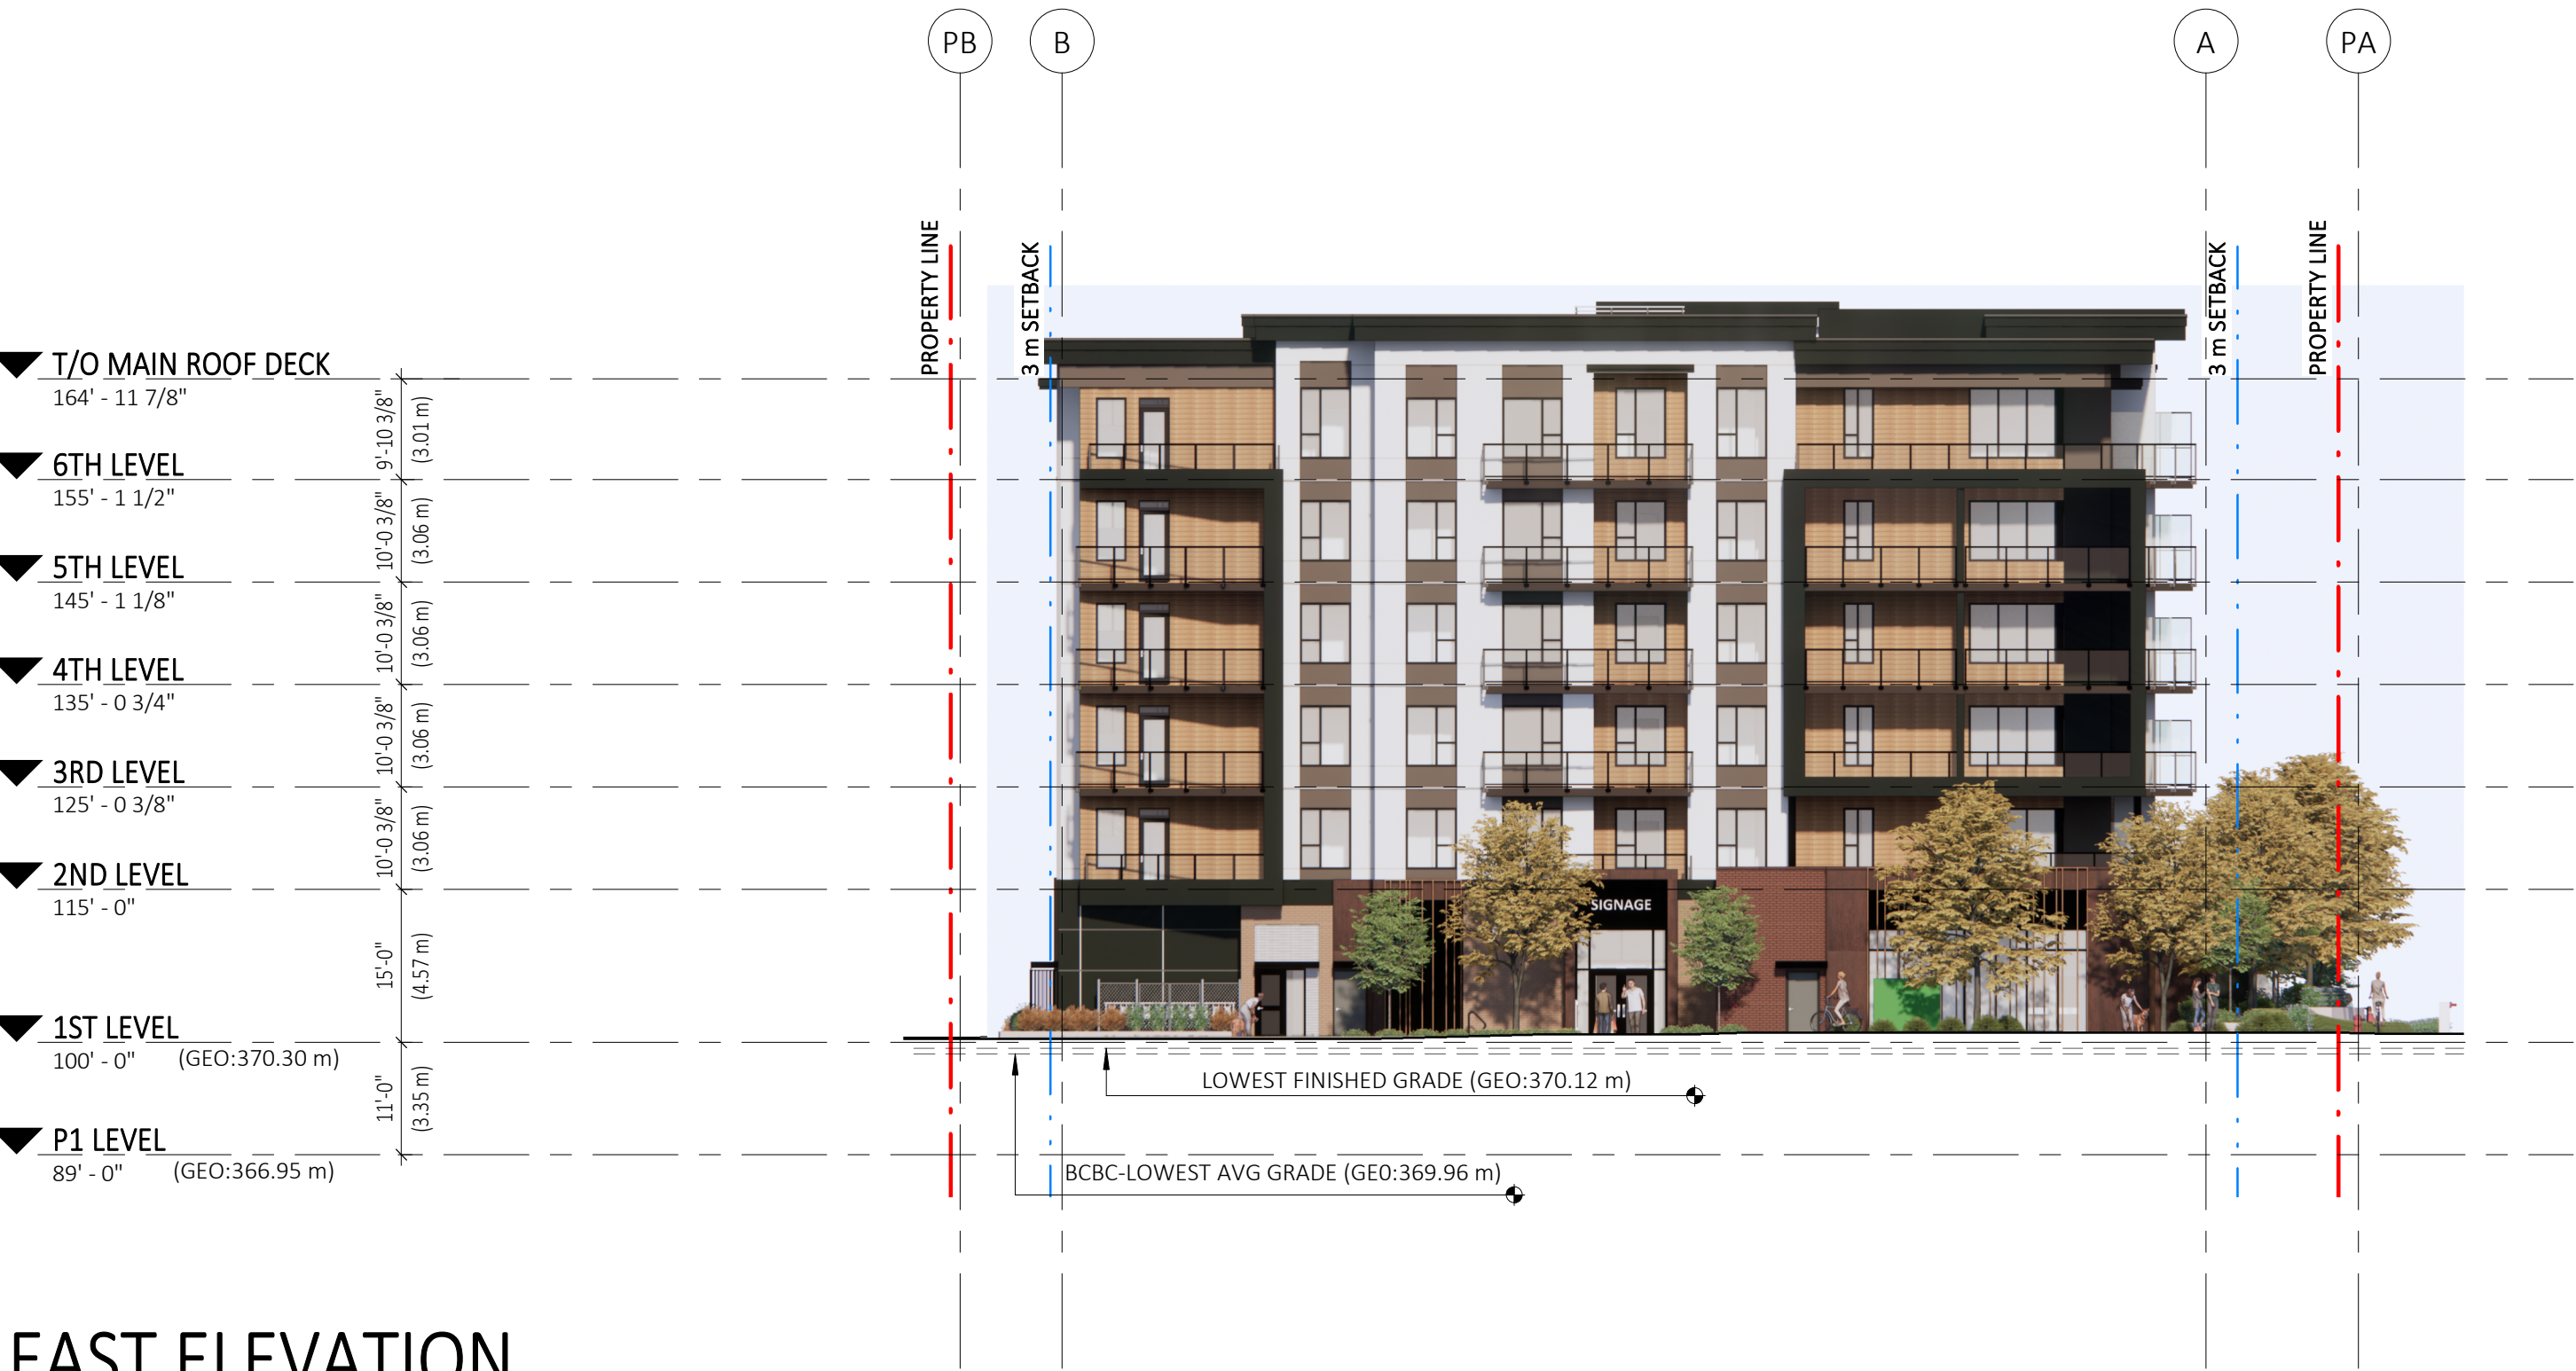 PB
B
A
PA
PROPERTY LINE
3 m SETBACK
3 m SETBACK
PROPERTY LINE
T/O MAIN ROOF DECK
164' - 11 7/8"
9'-10 3/8"
(3.01 m)
6TH LEVEL
155' - 1 1/2"
10'-0 3/8"
(3.06 m)
5TH LEVEL
145' - 1 1/8"
10'-0 3/8"
(3.06 m)
4TH LEVEL
135' - 0 3/4"
10'-0 3/8"
(3.06 m)
3RD LEVEL
125' - 0 3/8"
10'-0 3/8"
(3.06 m)
2ND LEVEL
115' - 0"
SIGNAGE
15'-0"
(4.57 m)
1ST LEVEL
100' - 0" (GEO:370.30 m)
11'-0"
(3.35 m)
LOWEST FINISHED GRADE (GEO:370.12 m)
P1 LEVEL
89' - 0" (GEO:366.95 m)
BCBC-LOWEST AVG GRADE (GE0:369.96 m)
EAST ELEVATION